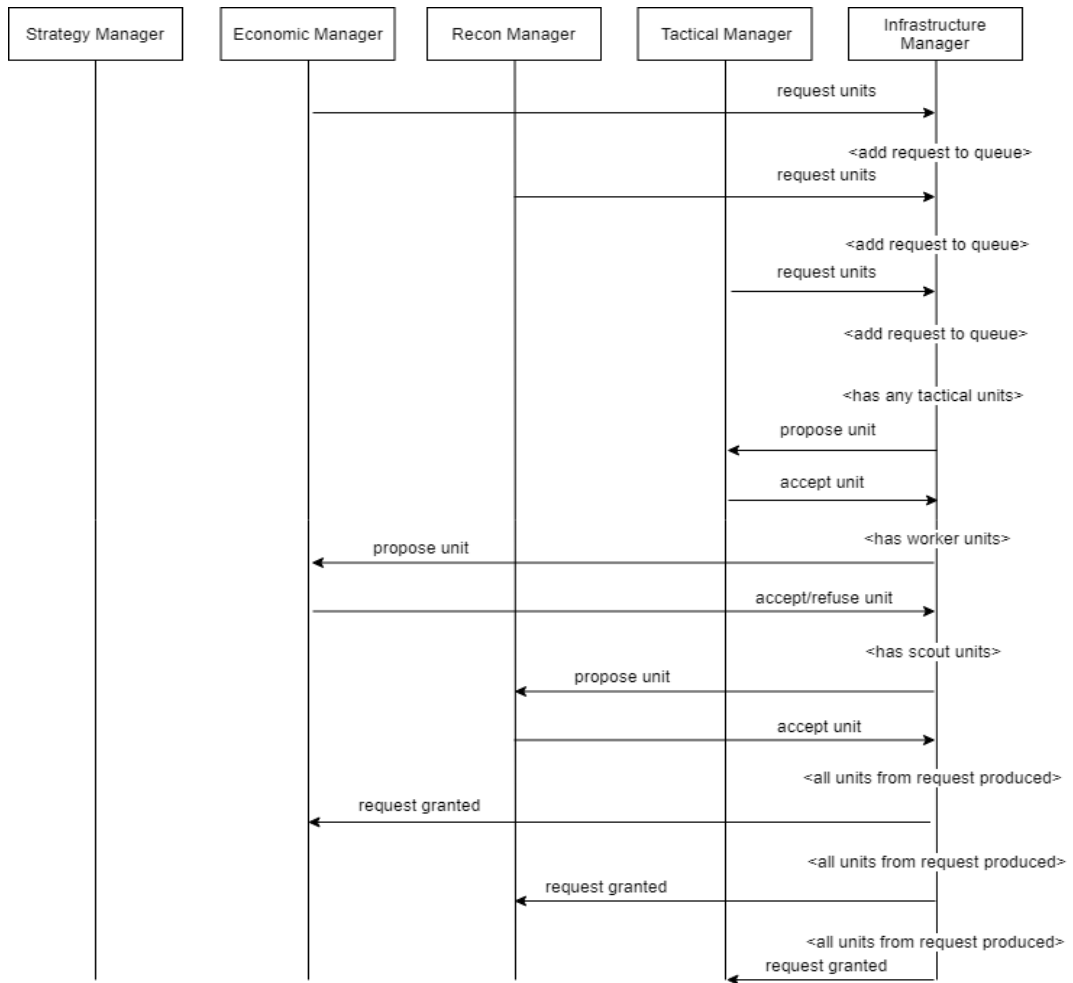 Strategy Manager
Economic Manager
Recon Manager
Tactical Manager
Infrastructure
Manager
request units
<add request to queue>
request units
<add request to queue>
request units
<add request to queue>
<has any tactical units>
propose unit
accept unit
<has worker units>
propose unit
accept/refuse unit
<has scout units>
propose unit
accept unit
<all units from request produced>
request granted
<all units from request produced>
request granted
<all units from request produced>
request granted